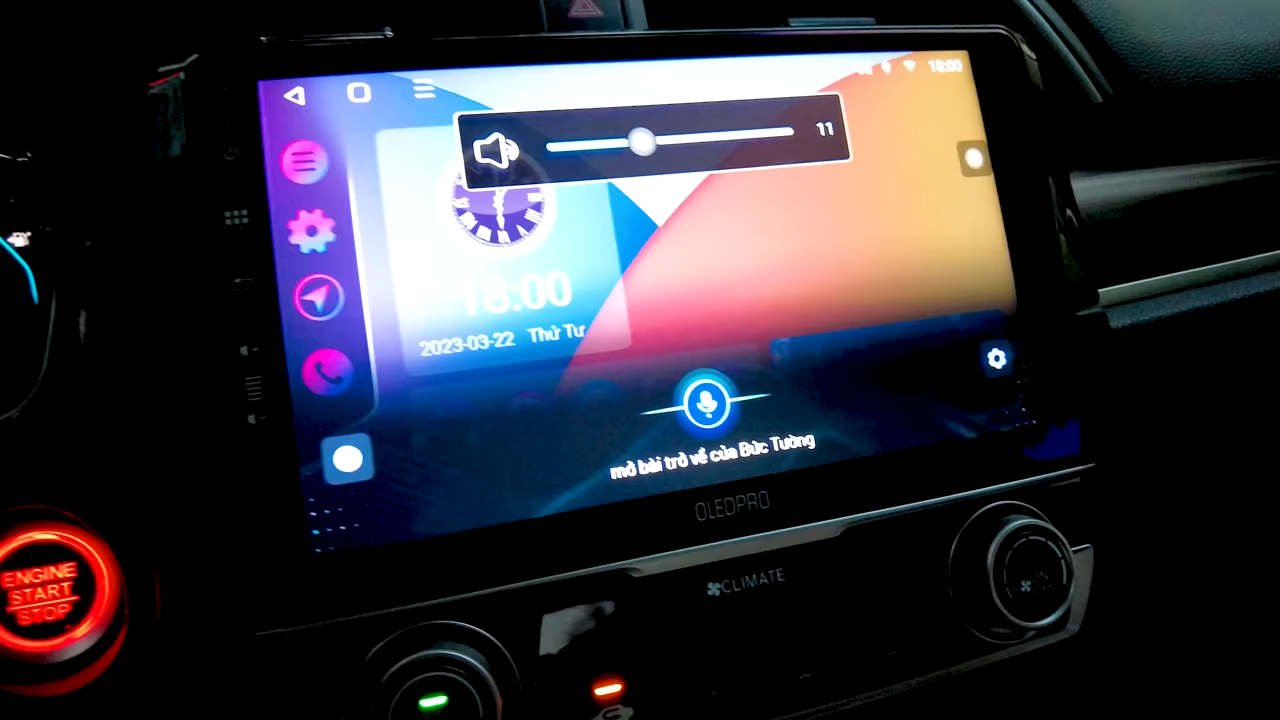 18:00
11
18:00
2023-03-22 Thứ Tư
mở bài trở về của Bức Tường
OLEDPRO
CLIMATE
ENGINE
START
STOP